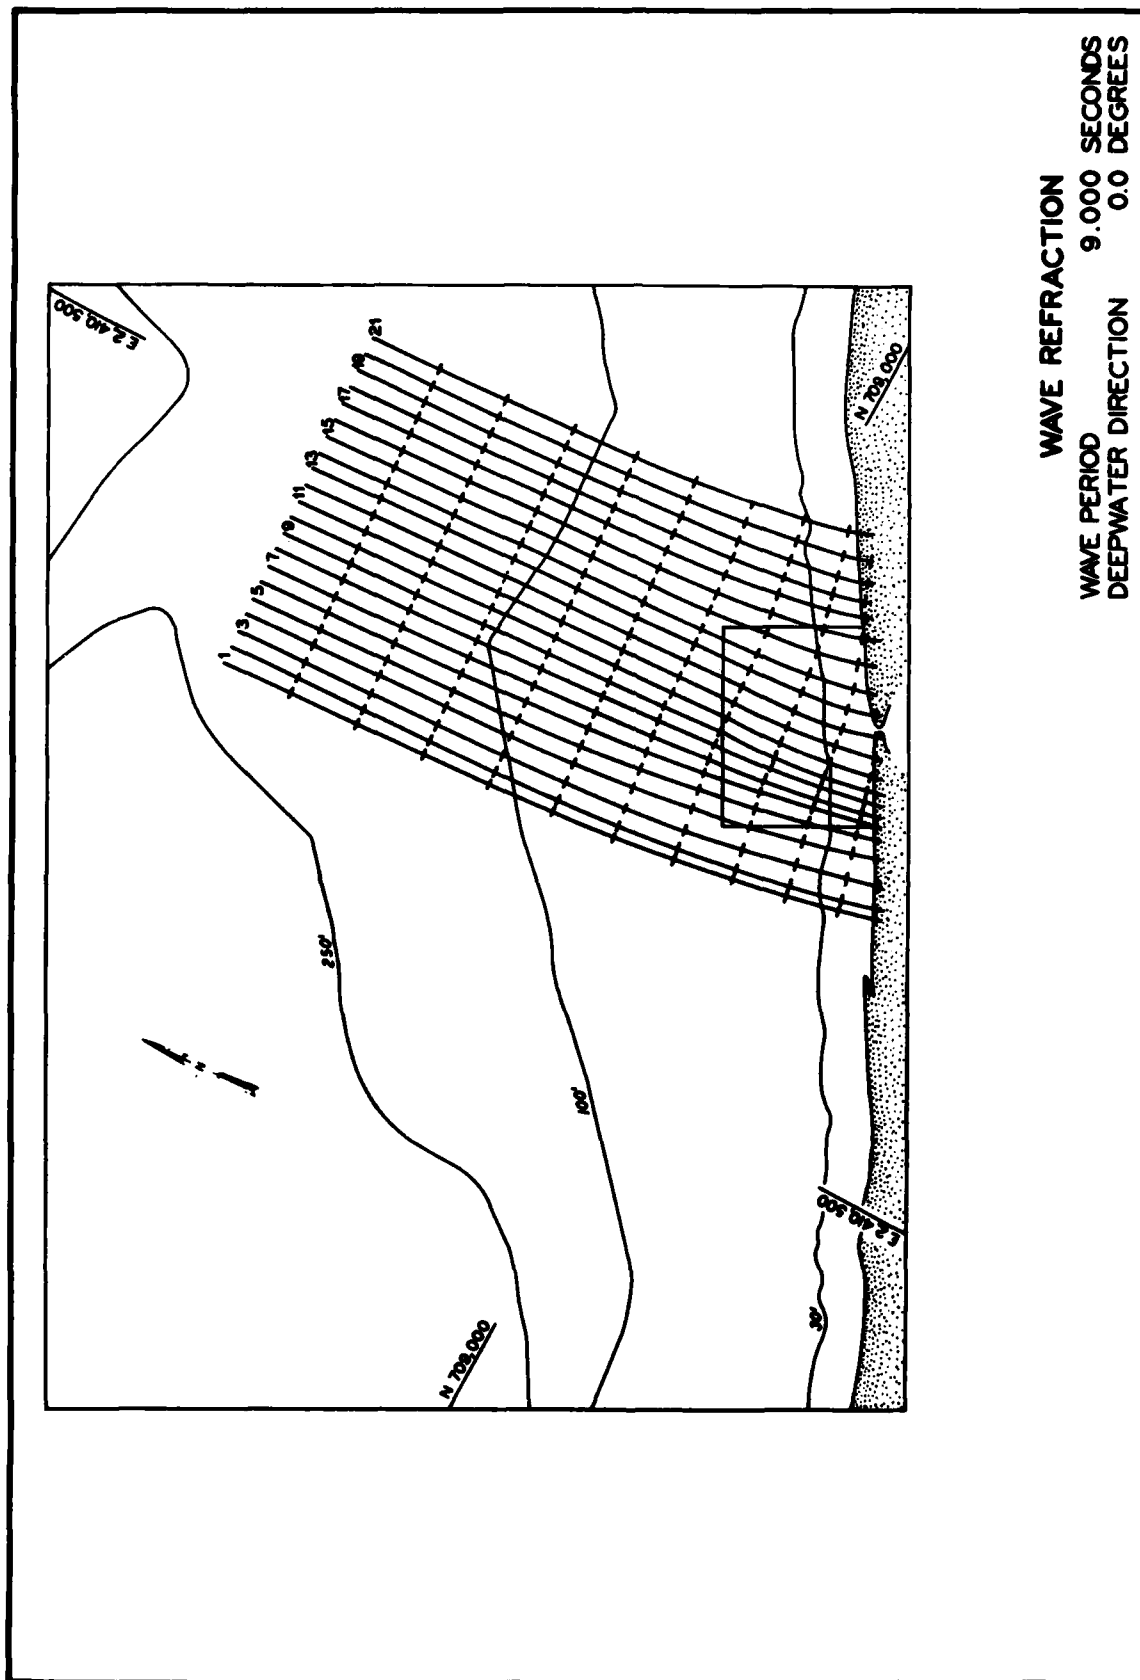 E 2,410,500
21
19
17
15
13
11
9
7
5
3
1
N 709,000
250'
N
100'
30'
E 2,410,500
N 709,000
WAVE REFRACTION
WAVE PERIOD 9.000 SECONDS
DEEPWATER DIRECTION 0.0 DEGREES